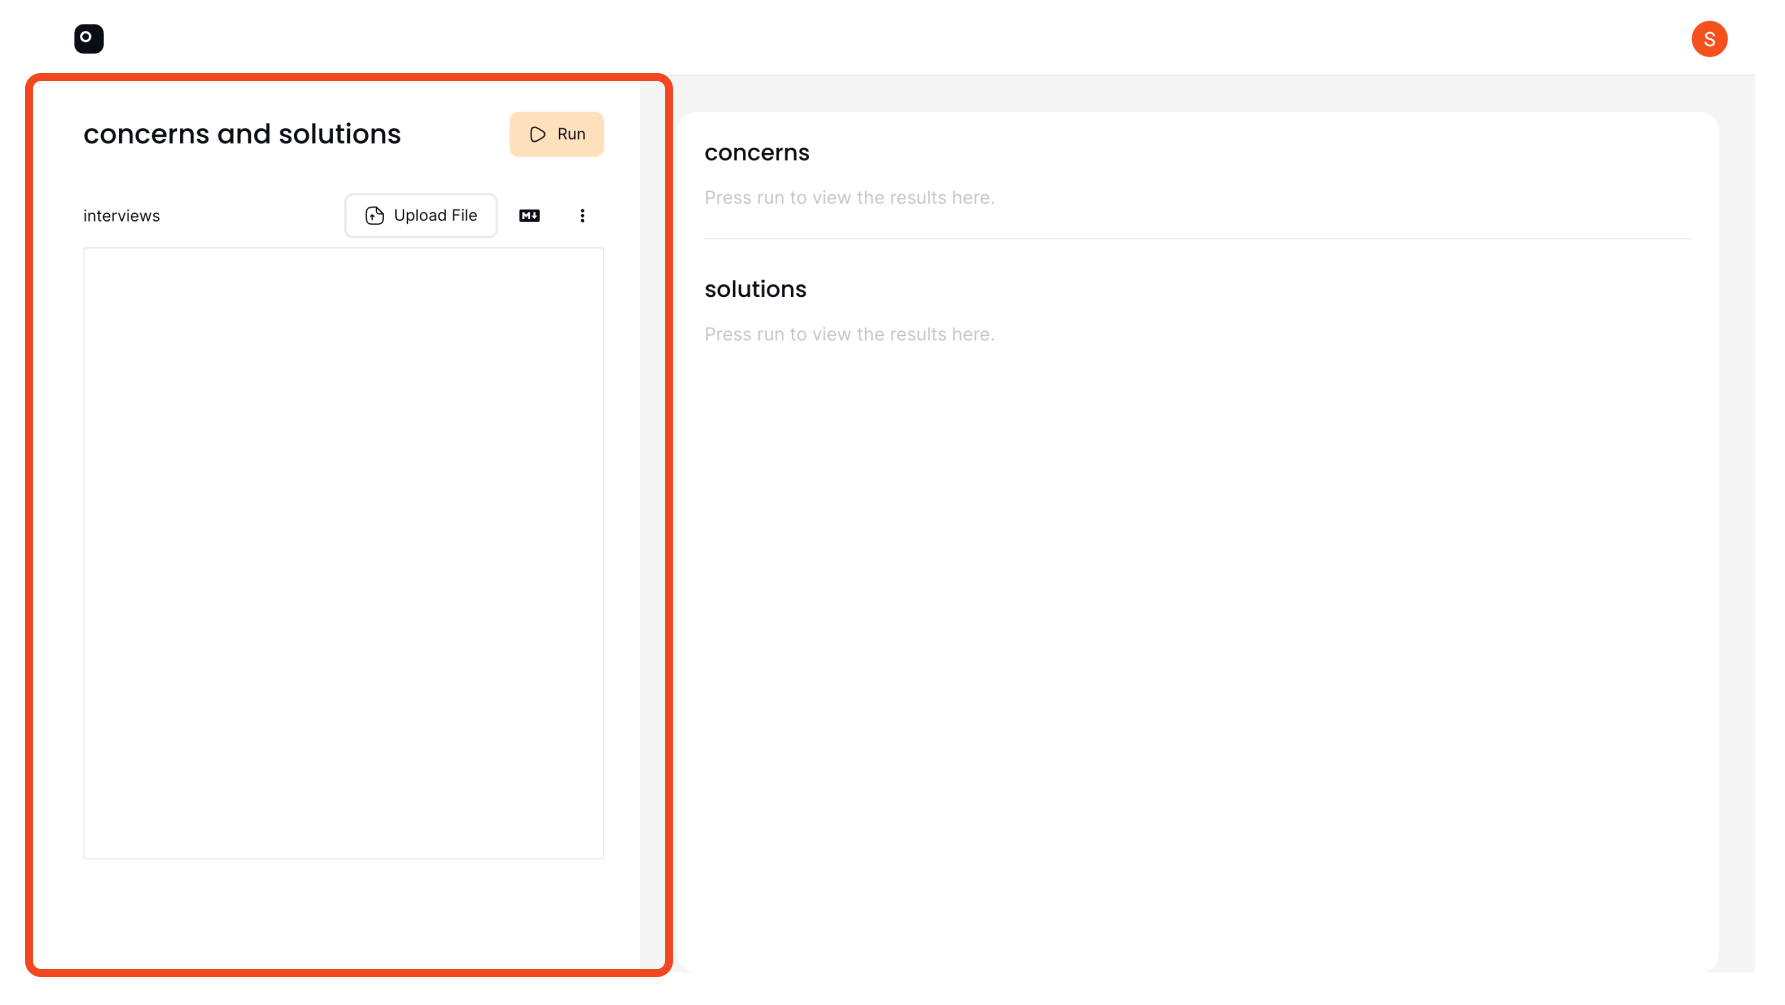 S
concerns and solutions
Run
interviews
Upload File
M
concerns
Press run to view the results here.
solutions
Press run to view the results here.